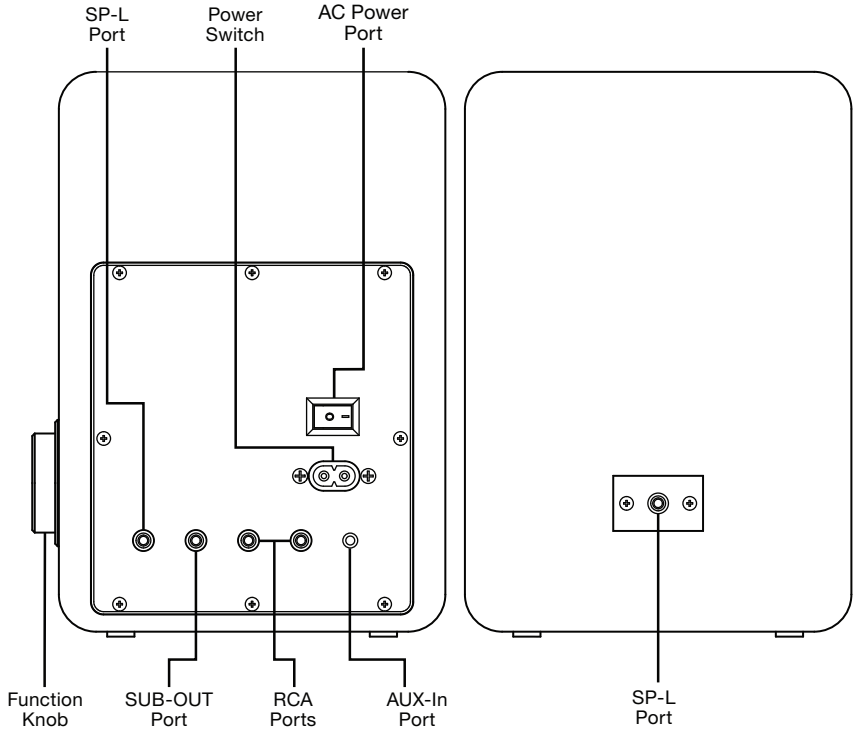 SP-L
Port
Power
Switch
AC Power
Port
Function
Knob
SUB-OUT
Port
RCA
Ports
AUX-In
Port
SP-L
Port